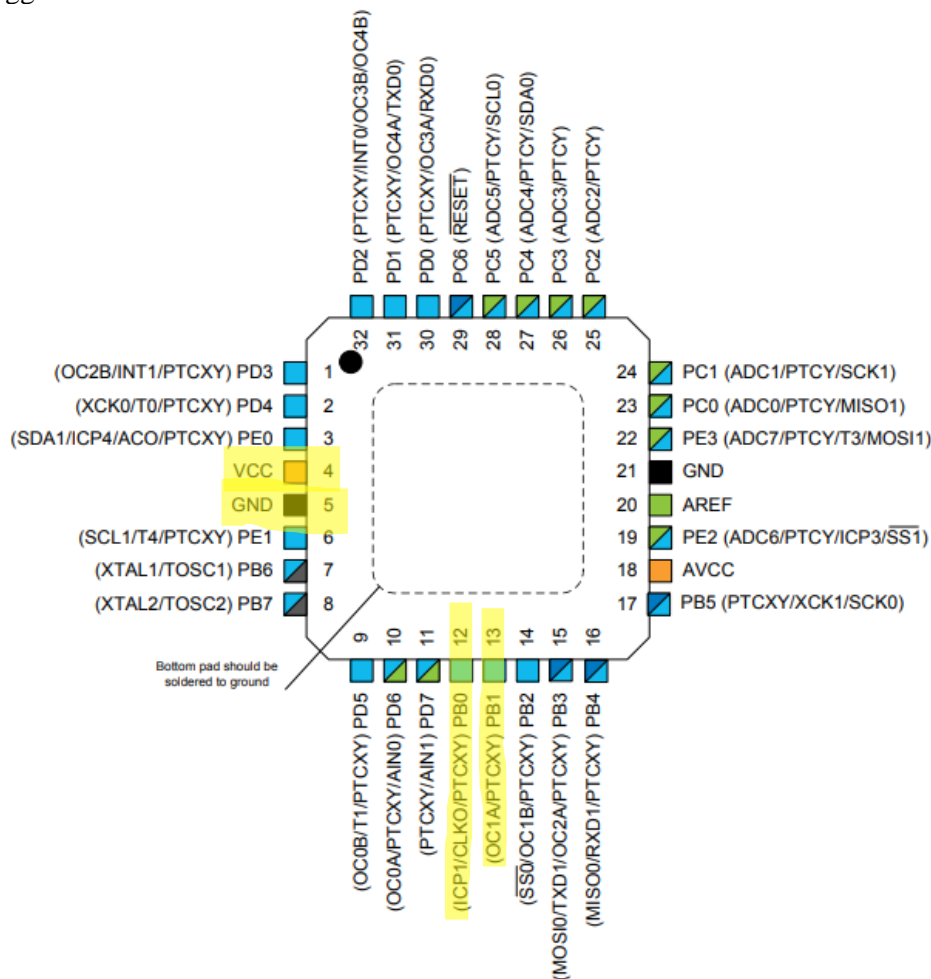 PD2 (PTCXY/INT0/OC3B/OC4B)
PD1 (PTCXY/OC4A/TXD0)
PD0 (PTCXY/OC3A/RXD0)
PC6 (RESET)
PC5 (ADC5/PTCY/SCL0)
PC4 (ADC4/PTCY/SDA0)
PC3 (ADC3/PTCY)
PC2 (ADC2/PTCY)
32 31 30 29 28 27 26 25
(OC2B/INT1/PTCXY) PD3 1
(XCK0/T0/PTCXY) PD4 2
(SDA1/ICP4/ACO/PTCXY) PE0 3
VCC 4
GND 5
(SCL1/T4/PTCXY) PE1 6
(XTAL1/TOSC1) PB6 7
(XTAL2/TOSC2) PB7 8
24 PC1 (ADC1/PTCY/SCK1)
23 PC0 (ADC0/PTCY/MISO1)
22 PE3 (ADC7/PTCY/T3/MOSI1)
21 GND
20 AREF
19 PE2 (ADC6/PTCY/ICP3/SS1)
18 AVCC
17 PB5 (PTCXY/XCK1/SCK0)
9 10 11 12 13 14 15 16
Bottom pad should be
soldered to ground
(OC0B/T1/PTCXY) PD5
(OC0A/PTCXY/AIN0) PD6
(PTCXY/AIN1) PD7
(ICP1/CLKO/PTCXY) PB0
(OC1A/PTCXY) PB1
(SS0/OC1B/PTCXY) PB2
(MOSI0/TXD1/OC2A/PTCXY) PB3
(MISO0/RXD1/PTCXY) PB4